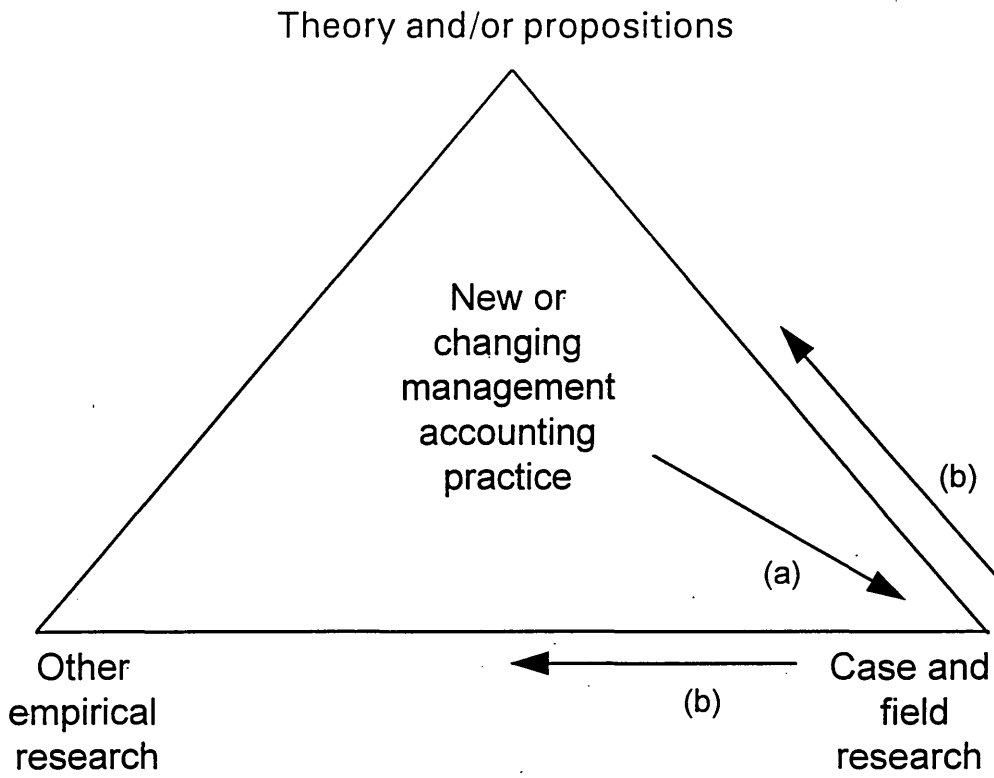 Theory and/or propositions
New or
changing
management
accounting
practice
(b)
(a)
Other
empirical
research
(b)
Case and
field
research